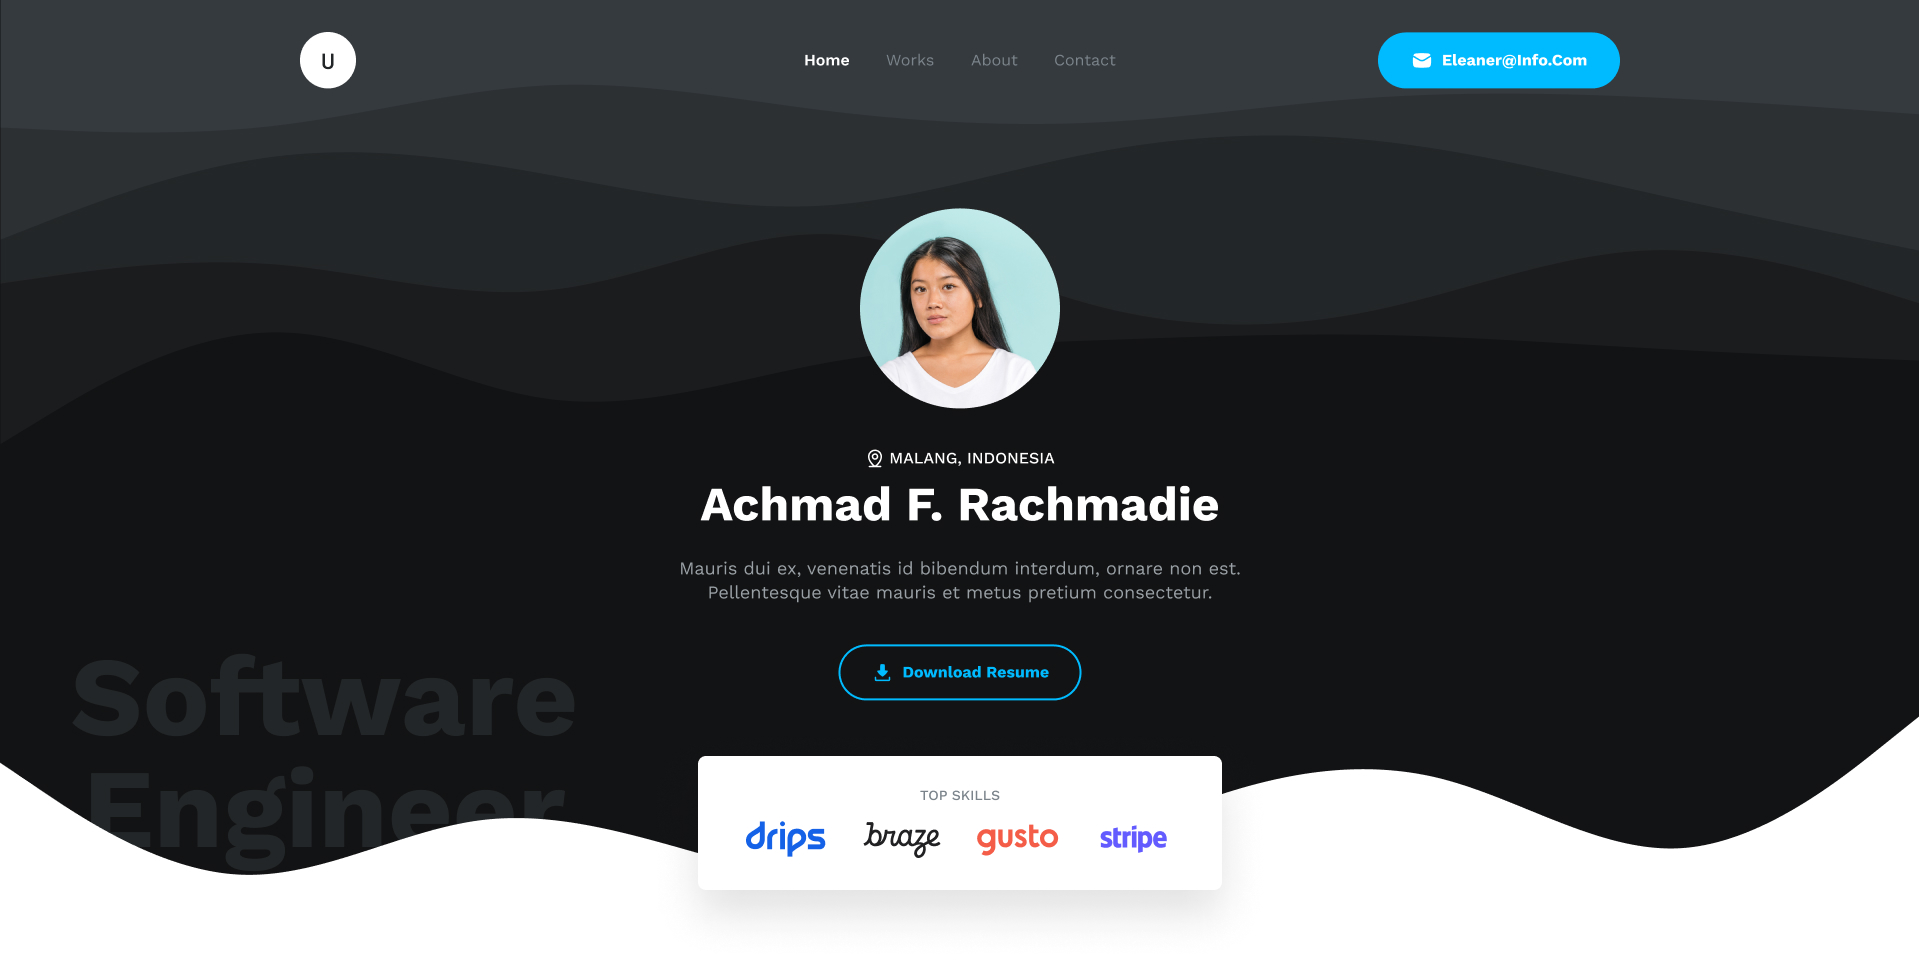 U
Home
Works
About
Contact
Eleaner@Info.Com
MALANG, INDONESIA
Achmad F. Rachmadie
Mauris dui ex, venenatis id bibendum interdum, ornare non est.
Pellentesque vitae mauris et metus pretium consectetur.
Download Resume
Software
Engineer
TOP SKILLS
drips
braze
gusto
stripe